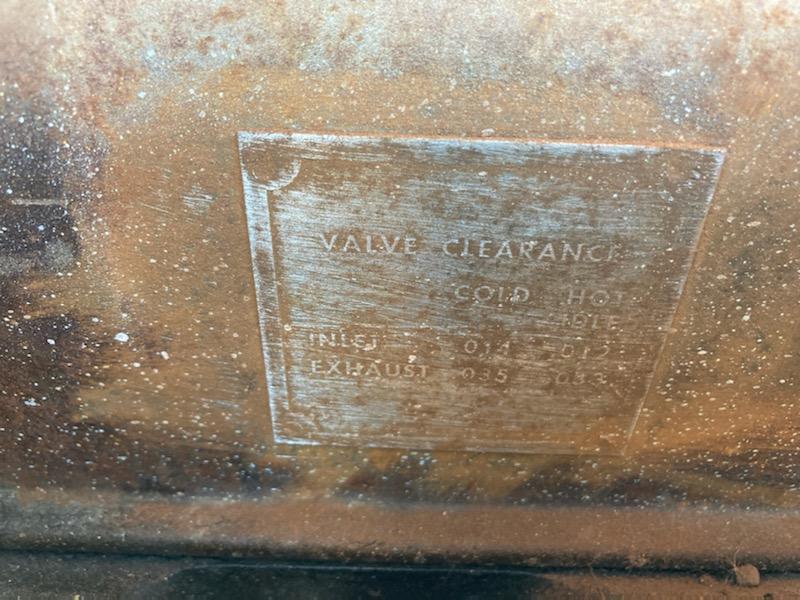 VALVE CLEARANCE
COLD HOT
IDLE
INLET 014 012
EXHAUST 035 033